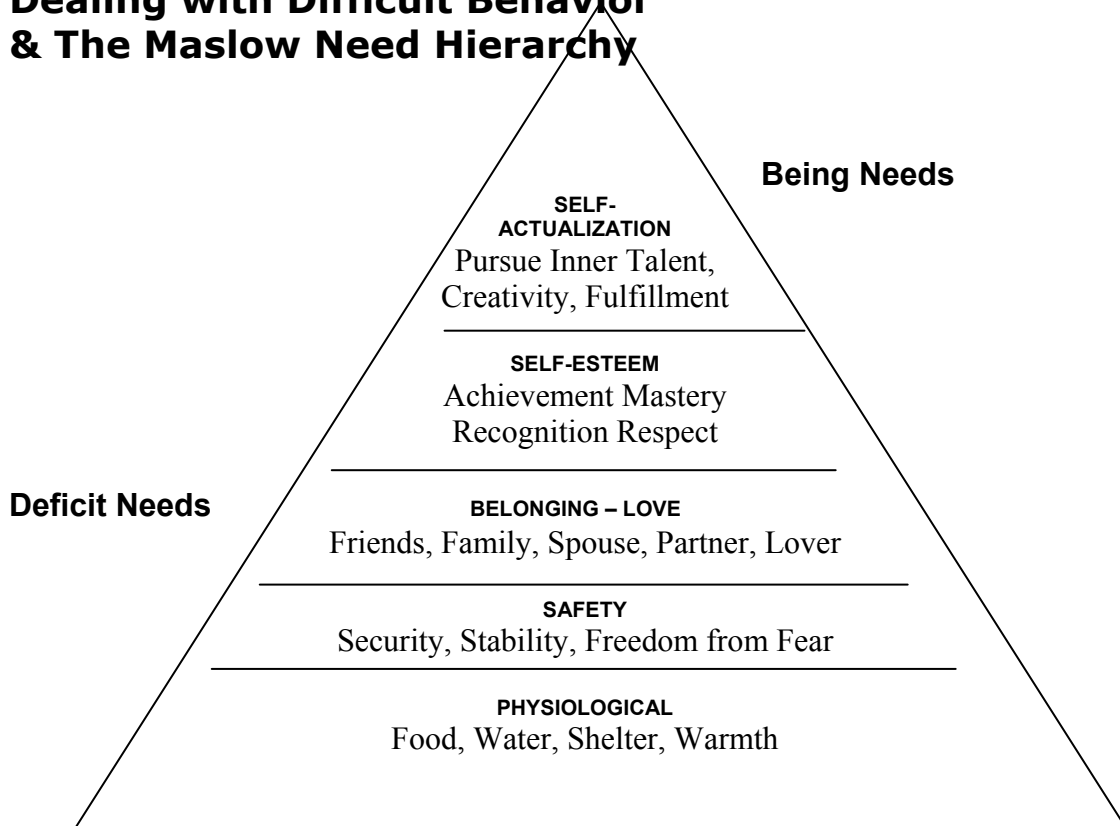 Dealing with Difficult Behavior
& The Maslow Need Hierarchy
Being Needs
SELF-
ACTUALIZATION
Pursue Inner Talent,
Creativity, Fulfillment
SELF-ESTEEM
Achievement Mastery
Recognition Respect
Deficit Needs
BELONGING – LOVE
Friends, Family, Spouse, Partner, Lover
SAFETY
Security, Stability, Freedom from Fear
PHYSIOLOGICAL
Food, Water, Shelter, Warmth